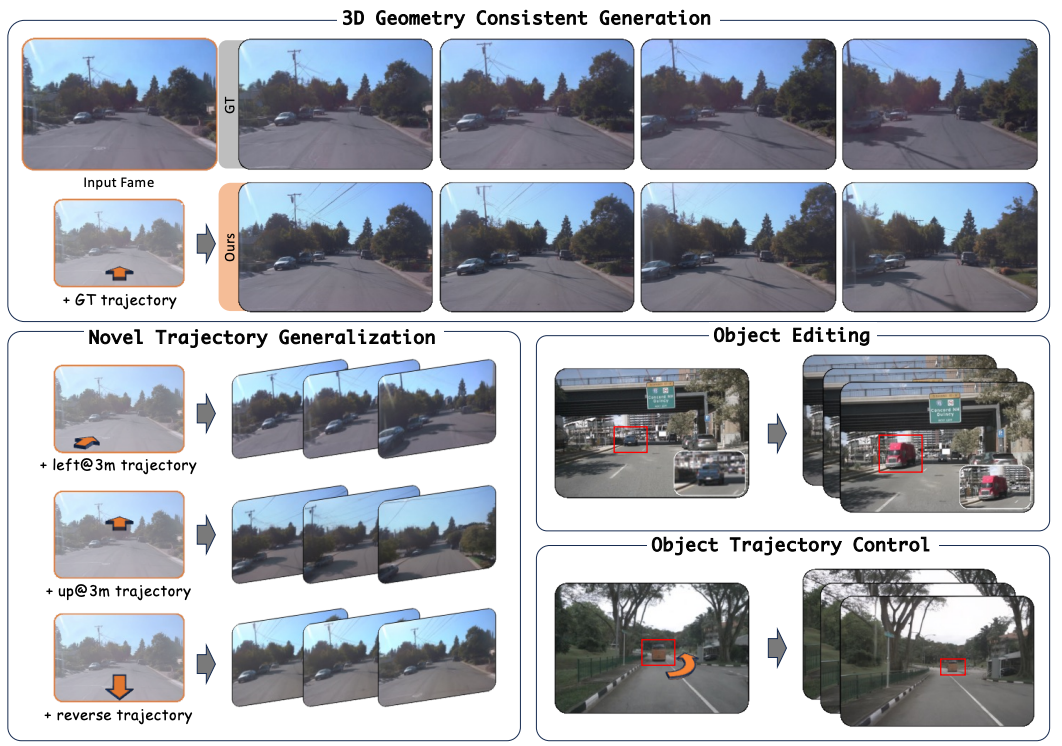 3D Geometry Consistent Generation
GT
Input Fame
Ours
+ GT trajectory
Novel Trajectory Generalization
+ left@3m trajectory
+ up@3m trajectory
+ reverse trajectory
Object Editing
Object Trajectory Control